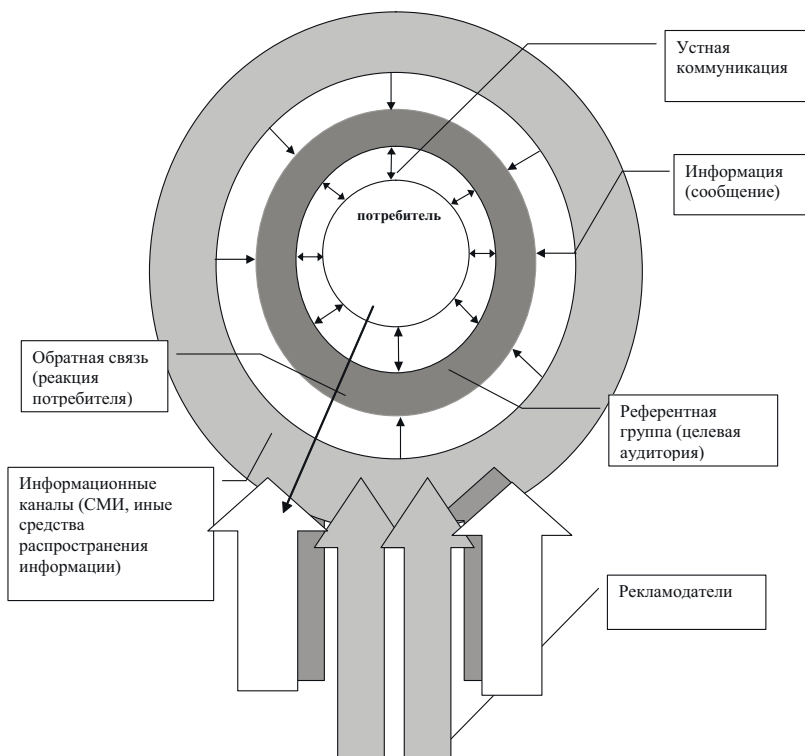 Устная
коммуникация
Информация
(сообщение)
потребитель
Обратная связь
(реакция
потребителя)
Референтная
группа (целевая
аудитория)
Информационные
каналы (СМИ, иные
средства
распространения
информации)
Рекламодатели